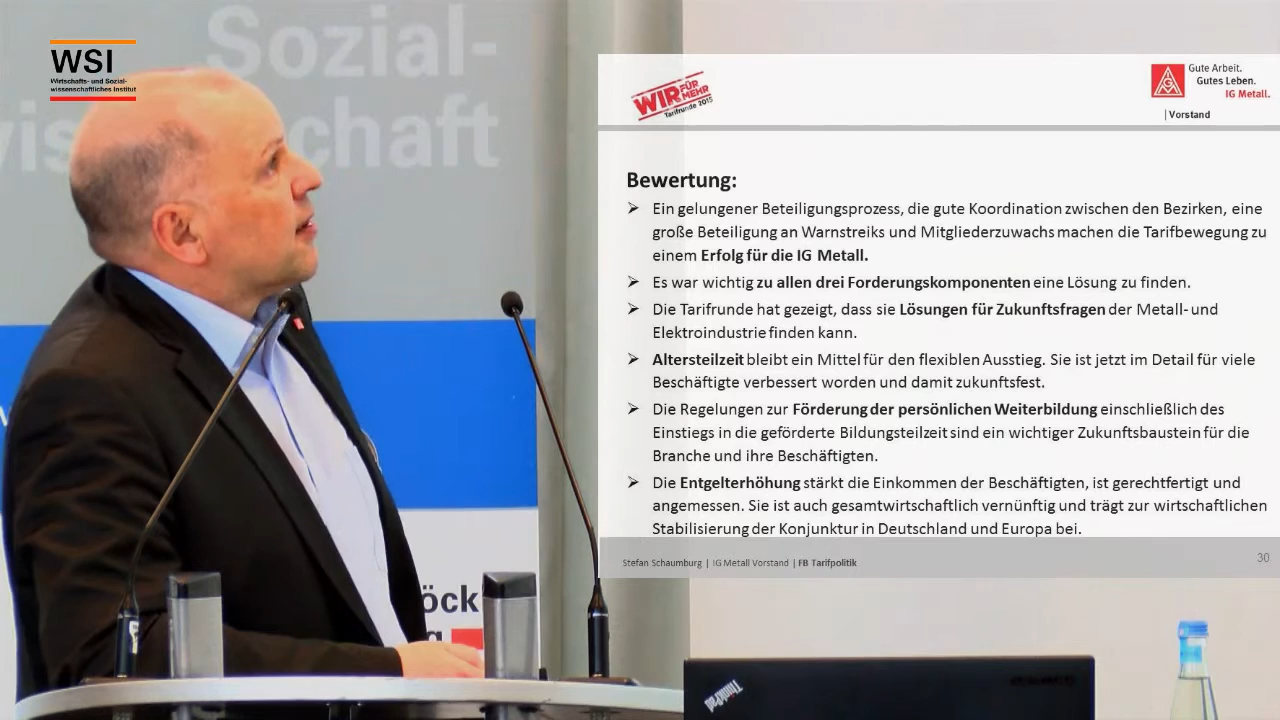 Sozial-
wis chaft
WSI
Wirtschafts- und Sozial-
wissenschaftliches Institut
WIR FÜR MEHR
Tarifrunde 2015
Gute Arbeit.
Gutes Leben.
IG Metall.
| Vorstand
Bewertung:
Ein gelungener Beteiligungsprozess, die gute Koordination zwischen den Bezirken, eine
große Beteiligung an Warnstreiks und Mitgliederzuwachs machen die Tarifbewegung zu
einem Erfolg für die IG Metall.
Es war wichtig zu allen drei Forderungskomponenten eine Lösung zu finden.
Die Tarifrunde hat gezeigt, dass sie Lösungen für Zukunftsfragen der Metall- und
Elektroindustrie finden kann.
Altersteilzeit bleibt ein Mittel für den flexiblen Ausstieg. Sie ist jetzt im Detail für viele
Beschäftigte verbessert worden und damit zukunftsfest.
Die Regelungen zur Förderung der persönlichen Weiterbildung einschließlich des
Einstiegs in die geförderte Bildungsteilzeit sind ein wichtiger Zukunftsbaustein für die
Branche und ihre Beschäftigten.
Die Entgelterhöhung stärkt die Einkommen der Beschäftigten, ist gerechtfertigt und
angemessen. Sie ist auch gesamtwirtschaftlich vernünftig und trägt zur wirtschaftlichen
Stabilisierung der Konjunktur in Deutschland und Europa bei.
Stefan Schaumburg | IG Metall Vorstand | FB Tarifpolitik
30
öck
g
ThinkPad